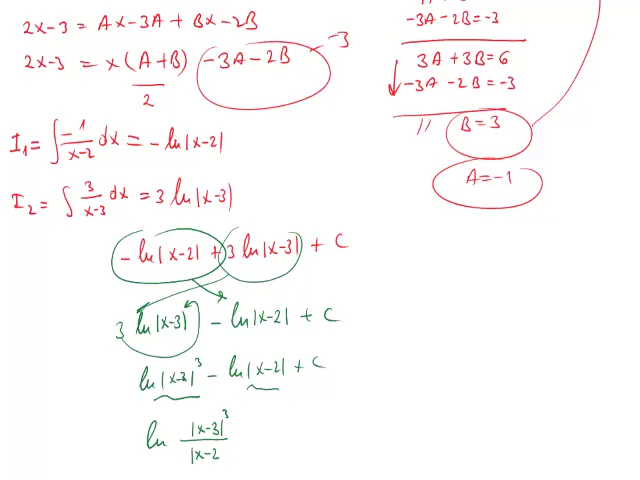 2x-3 = Ax-3A + Bx-2B
2x-3 = x(A+B) -3A-2B -3
2
I₁ = ∫ -1/(x-2) dx = - ln|x-2|
I₂ = ∫ 3/(x-3) dx = 3 ln|x-3)
- ln|x-2| + 3 ln|x-3| + C
3 ln|x-3) - ln|x-2| + C
ln|x-3|³ - ln|x-2| + C
ln |x-3|³/|x-2
-3A-2B=-3
3A+3B=6
-3A-2B=-3
// B=3
A=-1